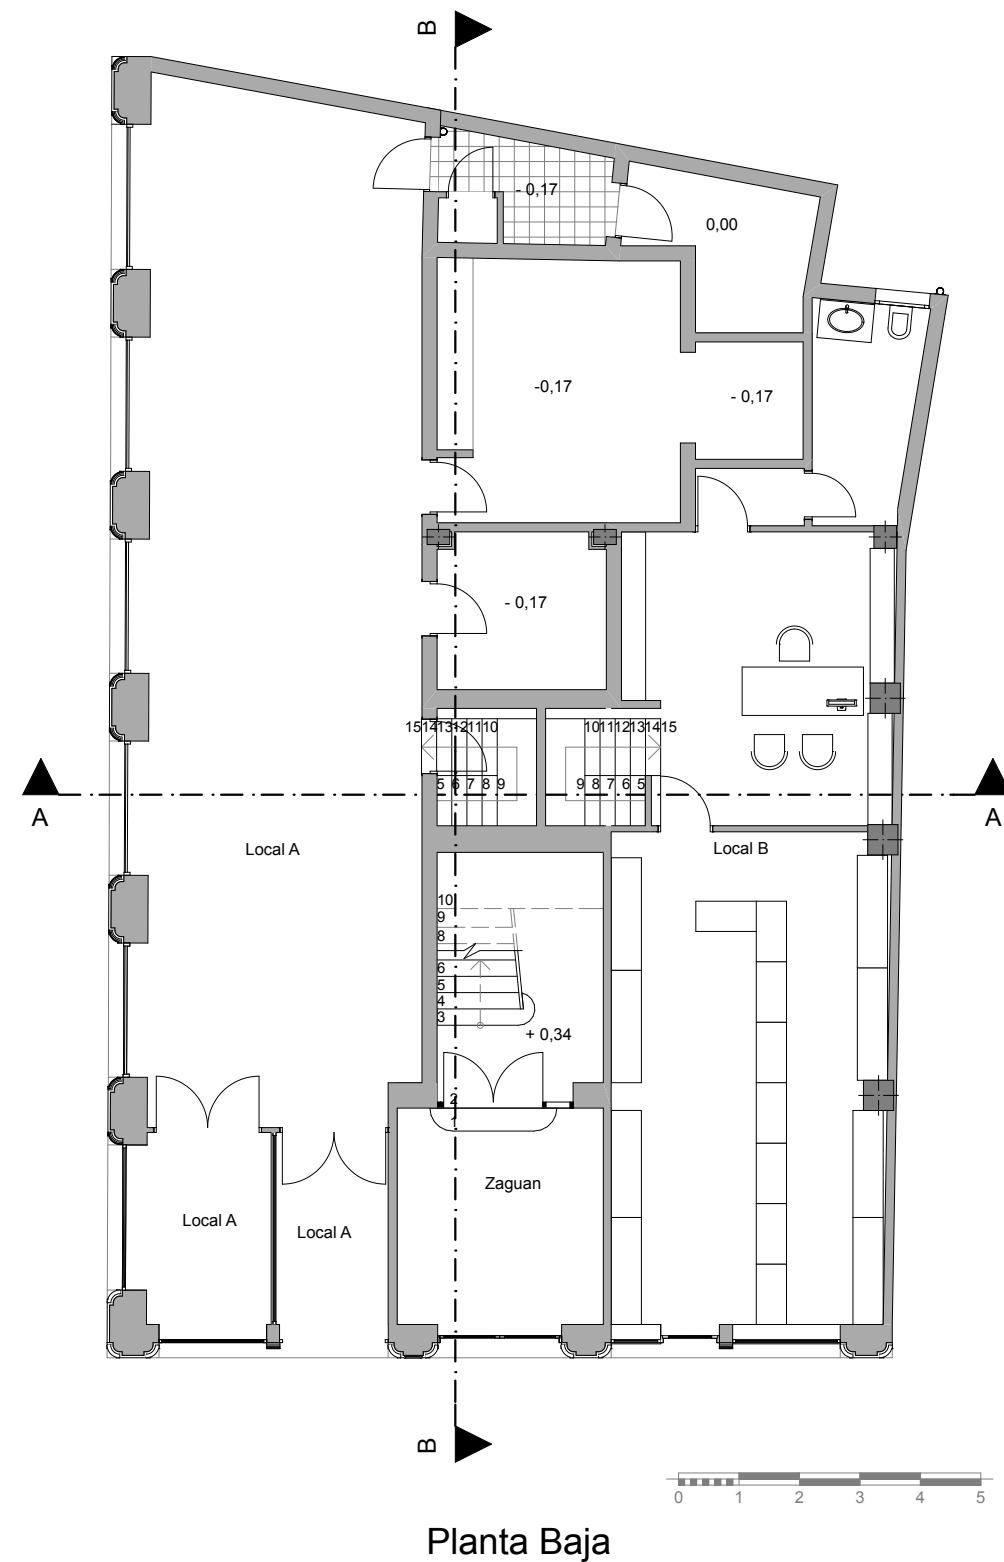 B
- 0,17
0,00
-0,17
- 0,17
- 0,17
15 14 13 12 11 10
10 11 12 13 14 15
5 6 7 8 9
9 8 7 6 5
A
A
Local A
Local B
10
9
8
6
5
4
3
+ 0,34
2
1
Zaguan
Local A
Local A
B
0 1 2 3 4 5
Planta Baja